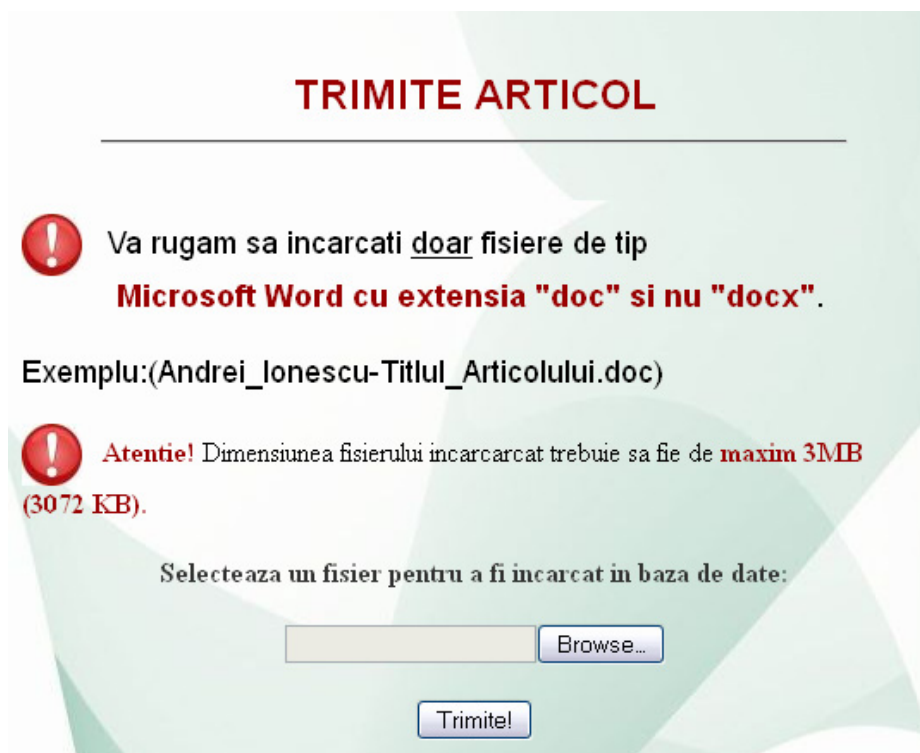 TRIMITE ARTICOL
Va rugam sa incarcati doar fisiere de tip
Microsoft Word cu extensia "doc" si nu "docx".
Exemplu:(Andrei_Ionescu-Titlul_Articolului.doc)
Atentie! Dimensiunea fisierului incarcarcat trebuie sa fie de maxim 3MB
(3072 KB).
Selecteaza un fisier pentru a fi incarcat in baza de date:
Browse...
Trimite!